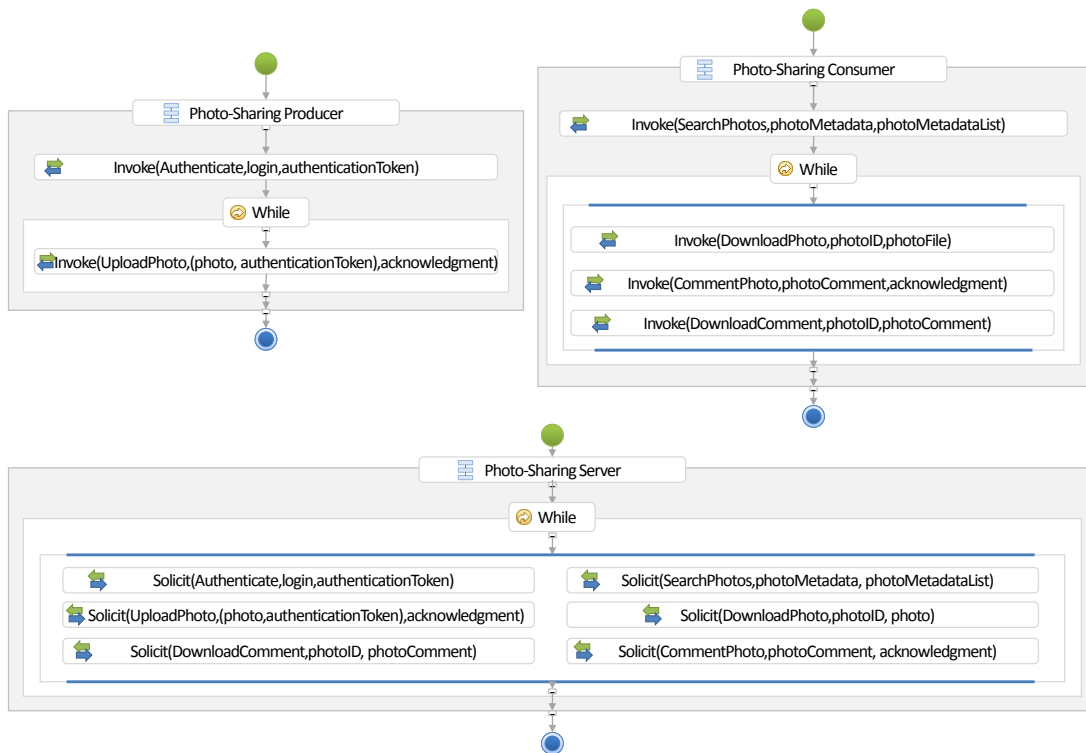 Photo-Sharing Producer
Invoke(Authenticate,login,authenticationToken)
While
Invoke(UploadPhoto,(photo, authenticationToken),acknowledgment)
Photo-Sharing Consumer
Invoke(SearchPhotos,photoMetadata,photoMetadataList)
While
Invoke(DownloadPhoto,photoID,photoFile)
Invoke(CommentPhoto,photoComment,acknowledgment)
Invoke(DownloadComment,photoID,photoComment)
Photo-Sharing Server
While
Solicit(Authenticate,login,authenticationToken)
Solicit(SearchPhotos,photoMetadata, photoMetadataList)
Solicit(UploadPhoto,(photo,authenticationToken),acknowledgment)
Solicit(DownloadPhoto,photoID, photo)
Solicit(DownloadComment,photoID, photoComment)
Solicit(CommentPhoto,photoComment, acknowledgment)